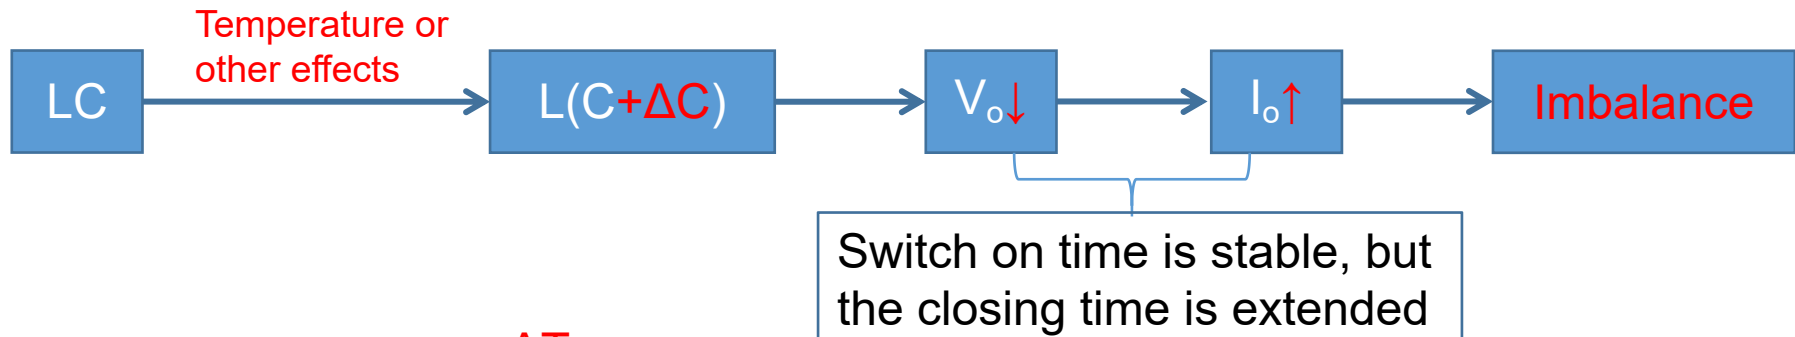 Temperature or
other effects
LC
L(C+ΔC)
Vo↓
Io↑
Imbalance
Switch on time is stable, but
the closing time is extended